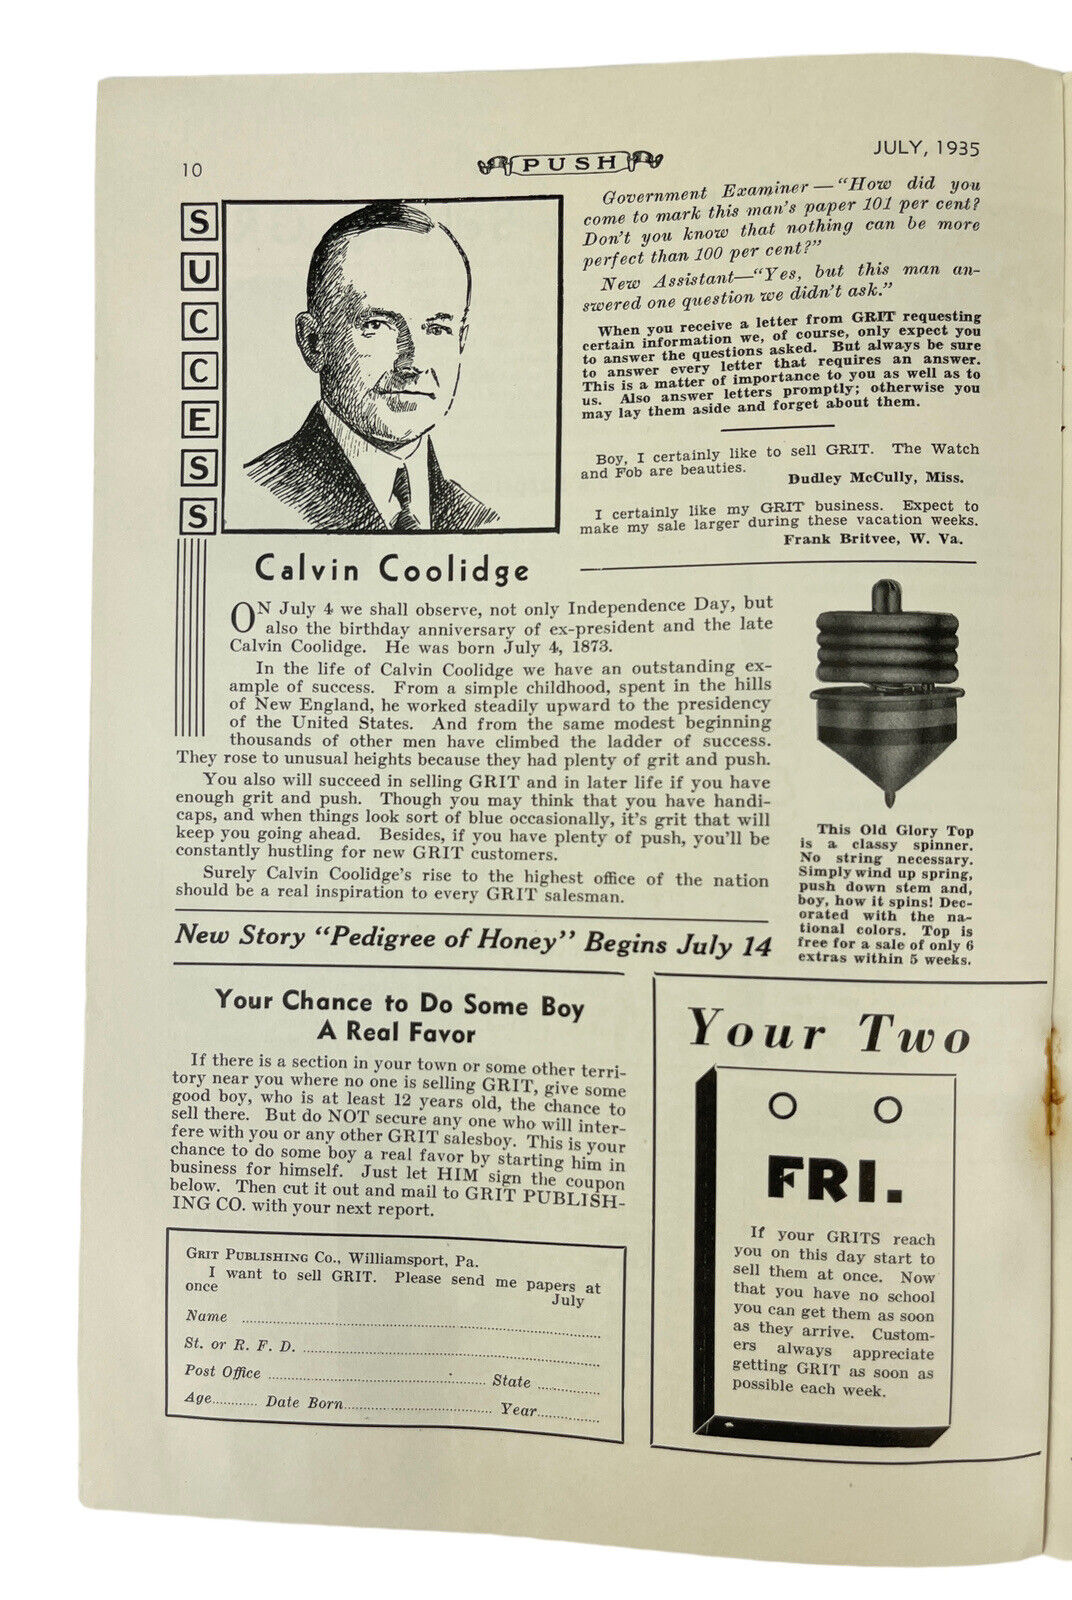 10
PUSH
JULY, 1935
SUCCESS
Calvin Coolidge
ON July 4 we shall observe, not only Independence Day, but
also the birthday anniversary of ex-president and the late
Calvin Coolidge. He was born July 4, 1873.
In the life of Calvin Coolidge we have an outstanding ex-
ample of success. From a simple childhood, spent in the hills
of New England, he worked steadily upward to the presidency
of the United States. And from the same modest beginning
thousands of other men have climbed the ladder of success.
They rose to unusual heights because they had plenty of grit and push.
You also will succeed in selling GRIT and in later life if you have
enough grit and push. Though you may think that you have handi-
caps, and when things look sort of blue occasionally, it's grit that will
keep you going ahead. Besides, if you have plenty of push, you'll be
constantly hustling for new GRIT customers.
Surely Calvin Coolidge's rise to the highest office of the nation
should be a real inspiration to every GRIT salesman.
Government Examiner—"How did you
come to mark this man's paper 101 per cent?
Don't you know that nothing can be more
perfect than 100 per cent?"
New Assistant—"Yes, but this man an-
swered one question we didn't ask."
When you receive a letter from GRIT requesting
certain information we, of course, only expect you
to answer the questions asked. But always be sure
to answer every letter that requires an answer.
This is a matter of importance to you as well as to
us. Also answer letters promptly; otherwise you
may lay them aside and forget about them.
Boy, I certainly like to sell GRIT. The Watch
and Fob are beauties.
Dudley McCully, Miss.
I certainly like my GRIT business. Expect to
make my sale larger during these vacation weeks.
Frank Britvee, W. Va.
This Old Glory Top
is a classy spinner.
No string necessary.
Simply wind up spring,
push down stem and,
boy, how it spins! Dec-
orated with the na-
tional colors. Top is
free for a sale of only 6
extras within 5 weeks.
New Story "Pedigree of Honey" Begins July 14
Your Chance to Do Some Boy
A Real Favor
If there is a section in your town or some other terri-
tory near you where no one is selling GRIT, give some
good boy, who is at least 12 years old, the chance to
sell there. But do NOT secure any one who will inter-
fere with you or any other GRIT salesboy. This is your
chance to do some boy a real favor by starting him in
business for himself. Just let HIM sign the coupon
below. Then cut it out and mail to GRIT PUBLISH-
ING CO. with your next report.
GRIT PUBLISHING Co., Williamsport, Pa.
I want to sell GRIT. Please send me papers at
once
July
Name
St. or R. F. D.
Post Office State
Age Date Born Year
Your Two
FRI.
If your GRITS reach
you on this day start to
sell them at once. Now
that you have no school
you can get them as soon
as they arrive. Custom-
ers always appreciate
getting GRIT as soon as
possible each week.